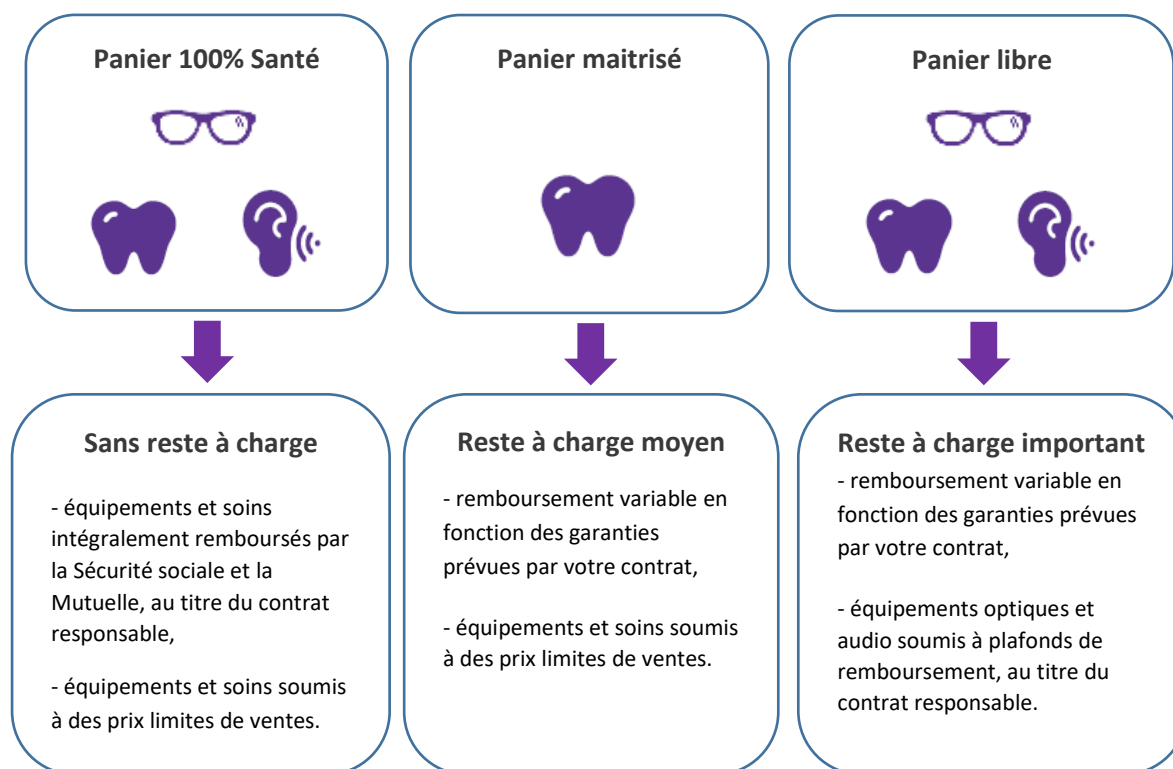 Panier 100% Santé
Panier maitrisé
Panier libre
Sans reste à charge
- équipements et soins
intégralement remboursés par
la Sécurité sociale et la
Mutuelle, au titre du contrat
responsable,
- équipements et soins soumis
à des prix limites de ventes.
Reste à charge moyen
- remboursement variable en
fonction des garanties
prévues par votre contrat,
- équipements et soins soumis
à des prix limites de ventes.
Reste à charge important
- remboursement variable en
fonction des garanties prévues
par votre contrat,
- équipements optiques et
audio soumis à plafonds de
remboursement, au titre du
contrat responsable.